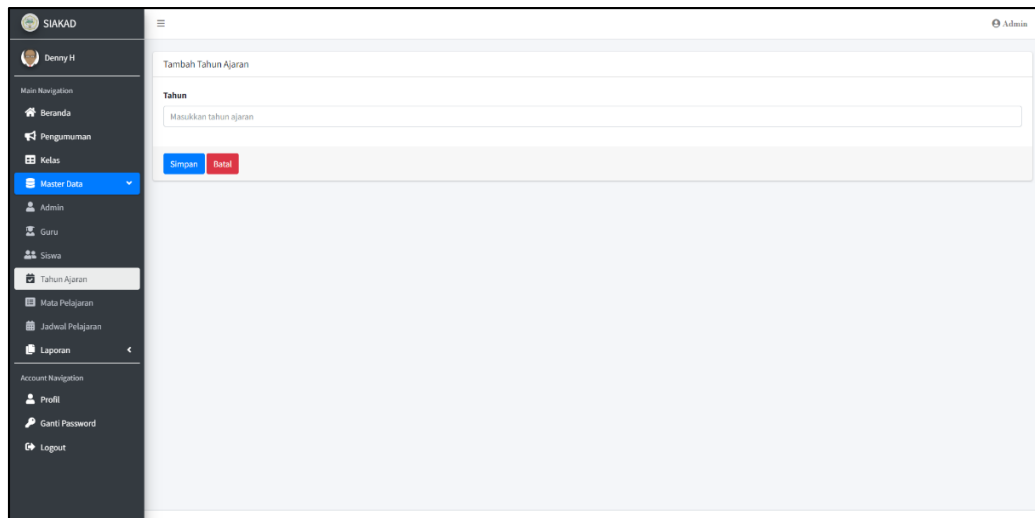 SIAKAD
Admin
Denny H
Main Navigation
Beranda
Pengumuman
Kelas
Master Data
Admin
Guru
Siswa
Tahun Ajaran
Mata Pelajaran
Jadwal Pelajaran
Laporan
Account Navigation
Profil
Ganti Password
Logout
Tambah Tahun Ajaran
Tahun
Masukkan tahun ajaran
Simpan Batal